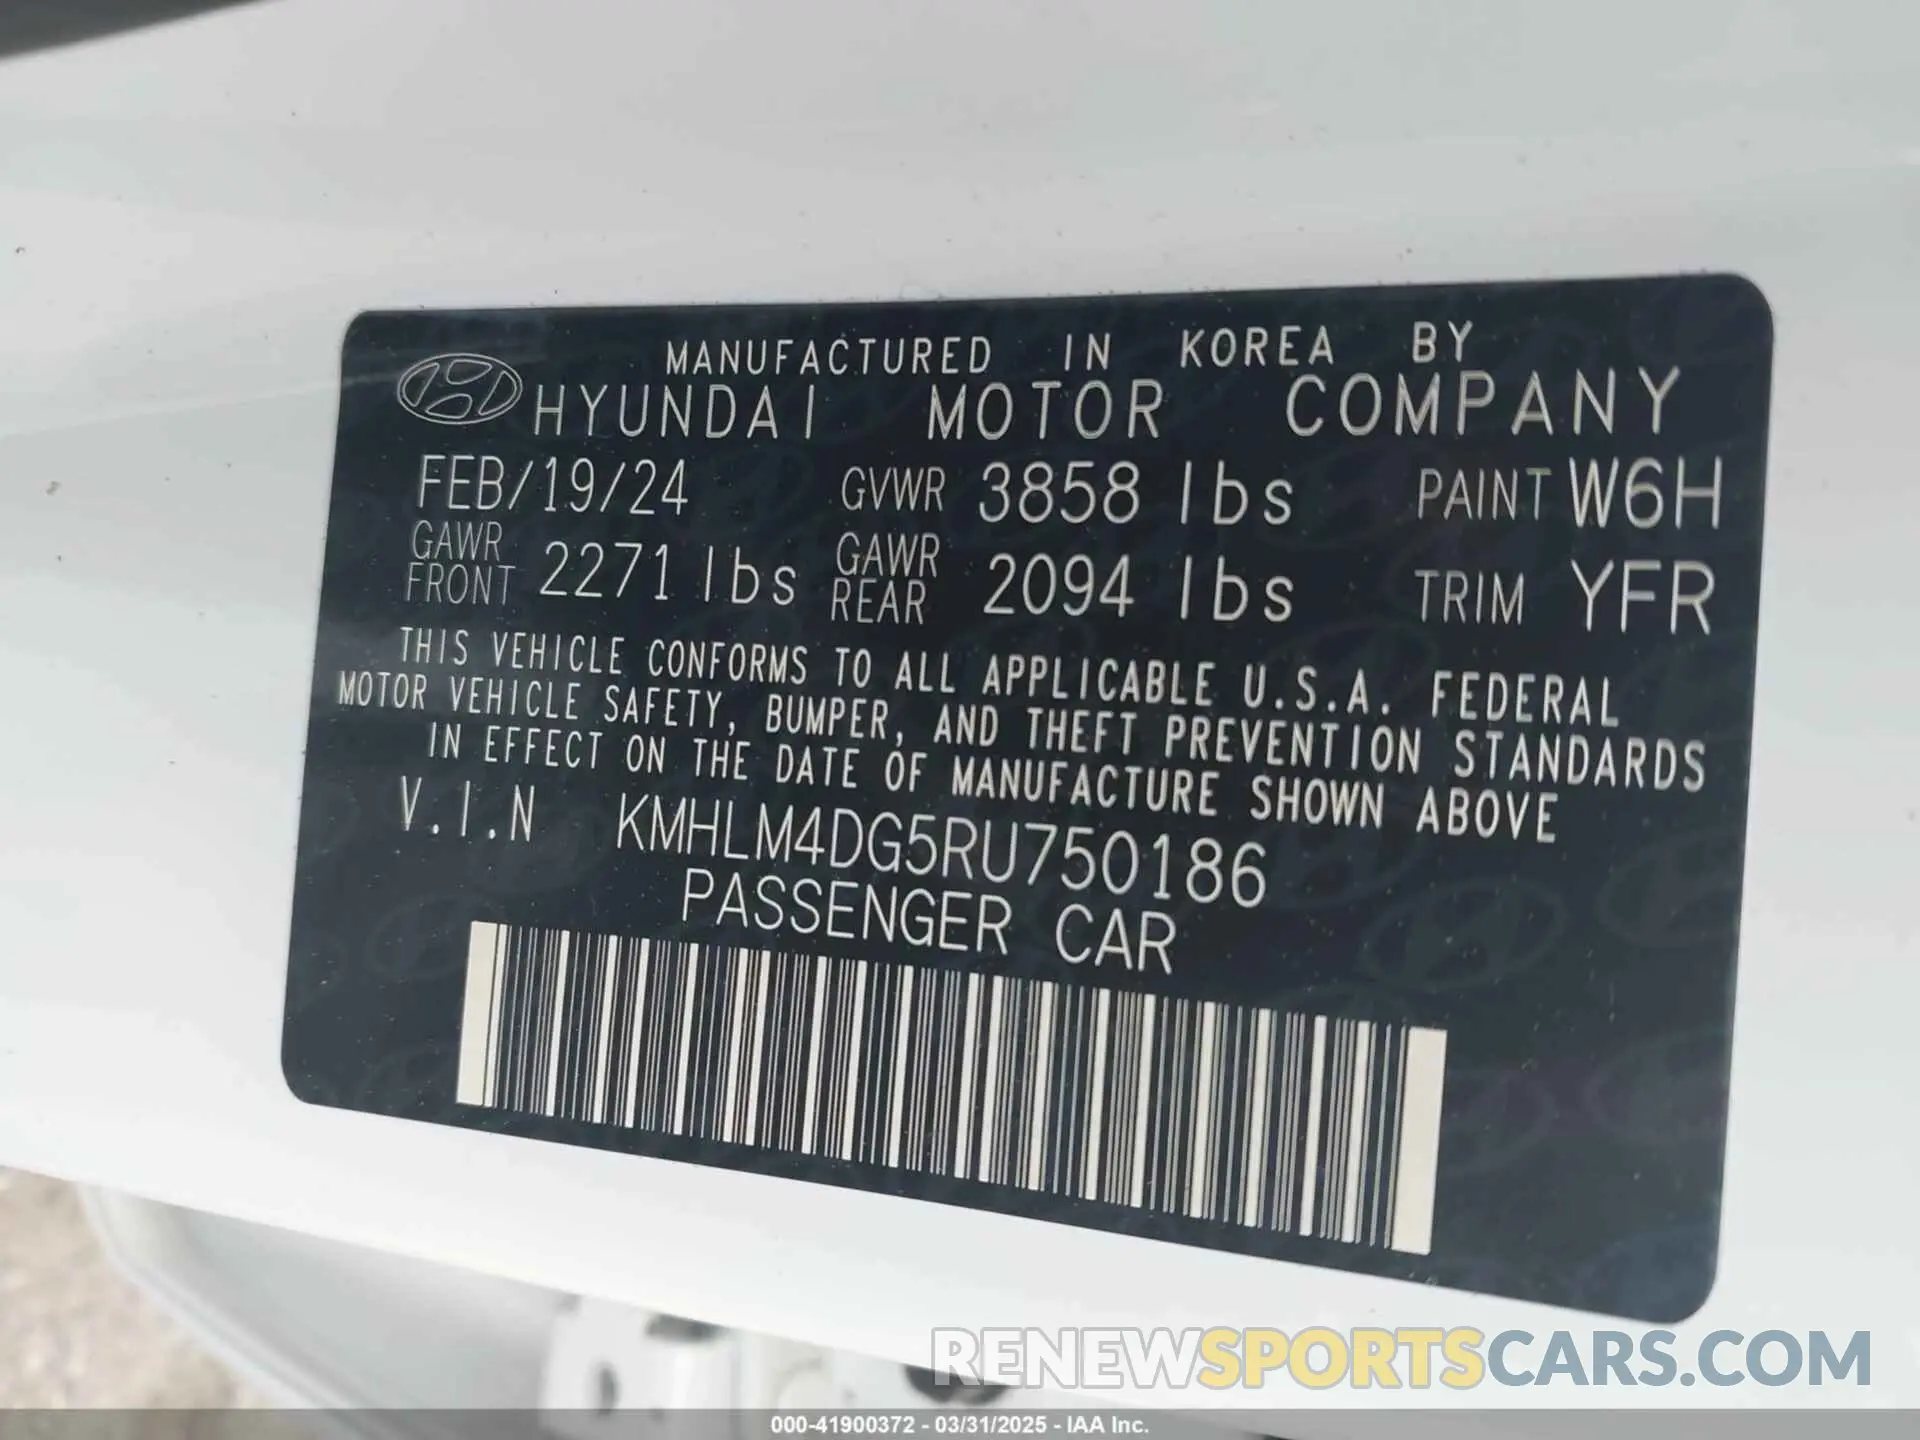 MANUFACTURED IN KOREA BY
HYUNDAI MOTOR COMPANY
FEB/19/24 GVWR 3858 lbs PAINT W6H
GAWR FRONT 2271 lbs GAWR REAR 2094 lbs TRIM YFR
THIS VEHICLE CONFORMS TO ALL APPLICABLE U.S.A. FEDERAL
MOTOR VEHICLE SAFETY, BUMPER, AND THEFT PREVENTION STANDARDS
IN EFFECT ON THE DATE OF MANUFACTURE SHOWN ABOVE
V.I.N KMHLM4DG5RU750186
PASSENGER CAR
RENEWSPORTSCARS.COM
000-41900372 - 03/31/2025 - IAA Inc.